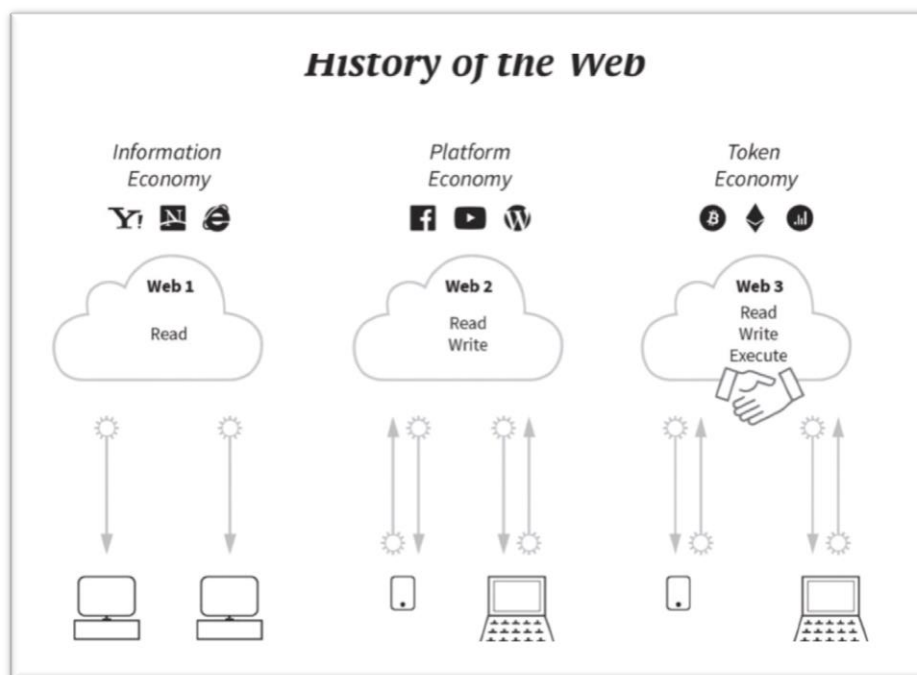 History of the Web
Information
Economy
Y!
N
e
Web 1
Read
Platform
Economy
f
W
Web 2
Read
Write
Token
Economy
B
Web 3
Read
Write
Execute